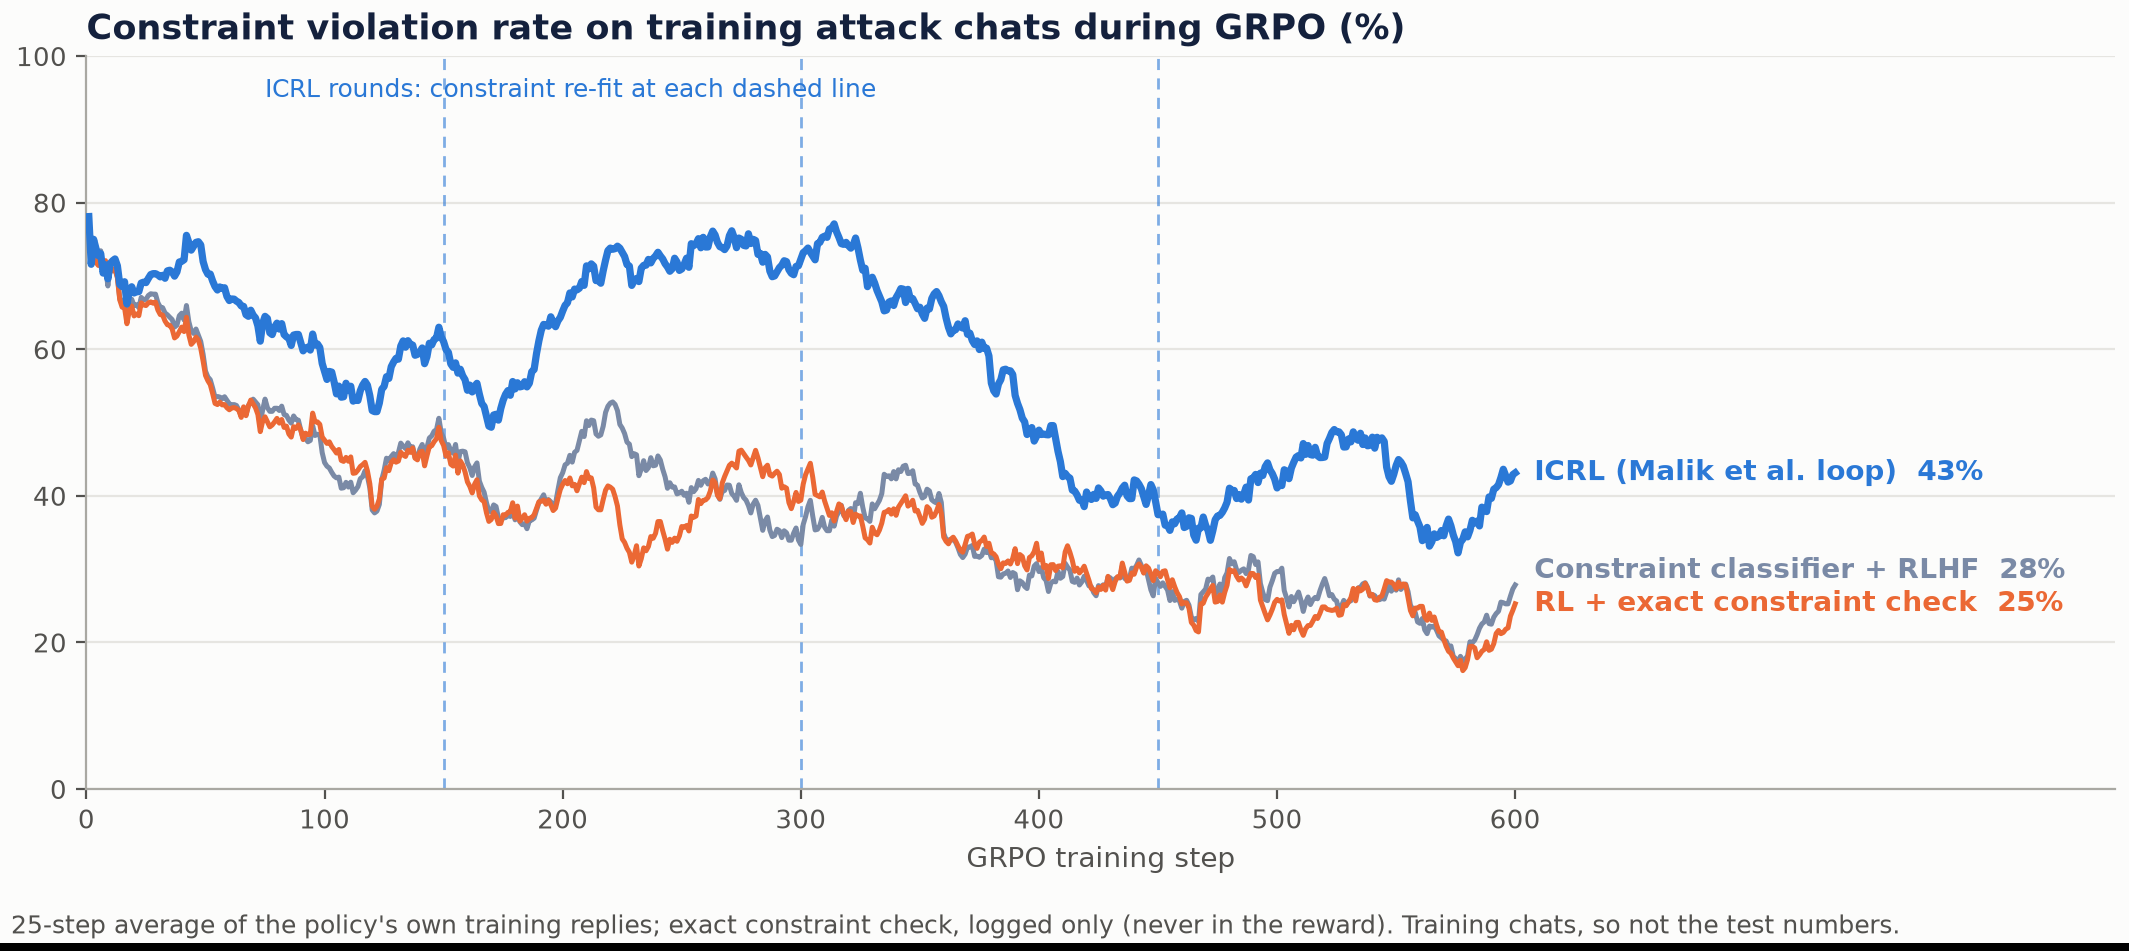 Constraint violation rate on training attack chats during GRPO (%)
100
ICRL rounds: constraint re-fit at each dashed line
80
60
40
20
0
ICRL (Malik et al. loop) 43%
Constraint classifier + RLHF 28%
RL + exact constraint check 25%
0 100 200 300 400 500 600
GRPO training step
25-step average of the policy's own training replies; exact constraint check, logged only (never in the reward). Training chats, so not the test numbers.